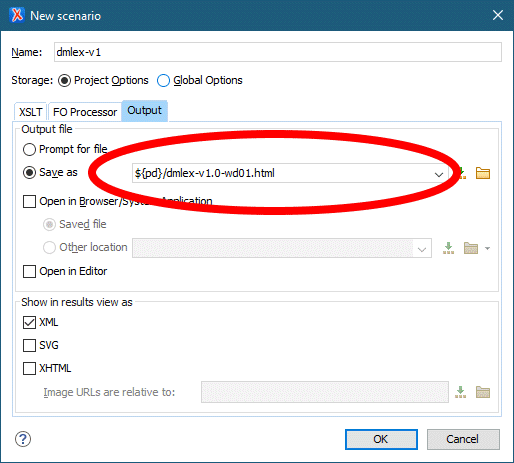 New scenario
Name: dmlex-v1
Storage: Project Options Global Options
XSLT FO Processor Output
Output file
Prompt for file
Save as ${pd}/dmlex-v1.0-wd01.html
Open in Browser/System Application
Saved file
Other location
Open in Editor
Show in results view as
XML
SVG
XHTML
Image URLs are relative to:
? OK Cancel